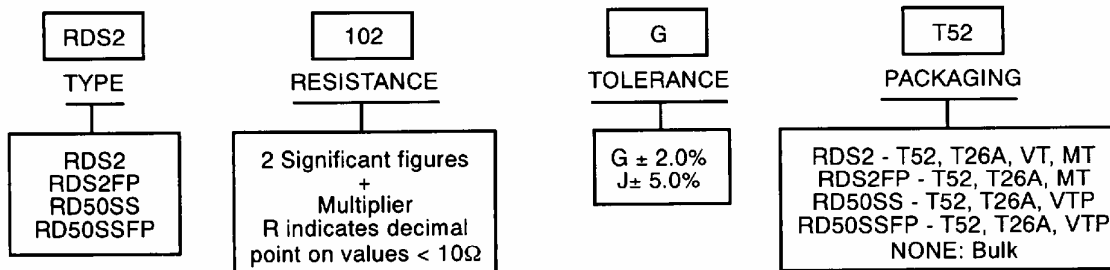 RDS2
102
G
T52
TYPE
RESISTANCE
TOLERANCE
PACKAGING
RDS2
RDS2FP
RD50SS
RD50SSFP
2 Significant figures
+
Multiplier
R indicates decimal
point on values < 10Ω
G ± 2.0%
J± 5.0%
RDS2 - T52, T26A, VT, MT
RDS2FP - T52, T26A, MT
RD50SS - T52, T26A, VTP
RD50SSFP - T52, T26A, VTP
NONE: Bulk